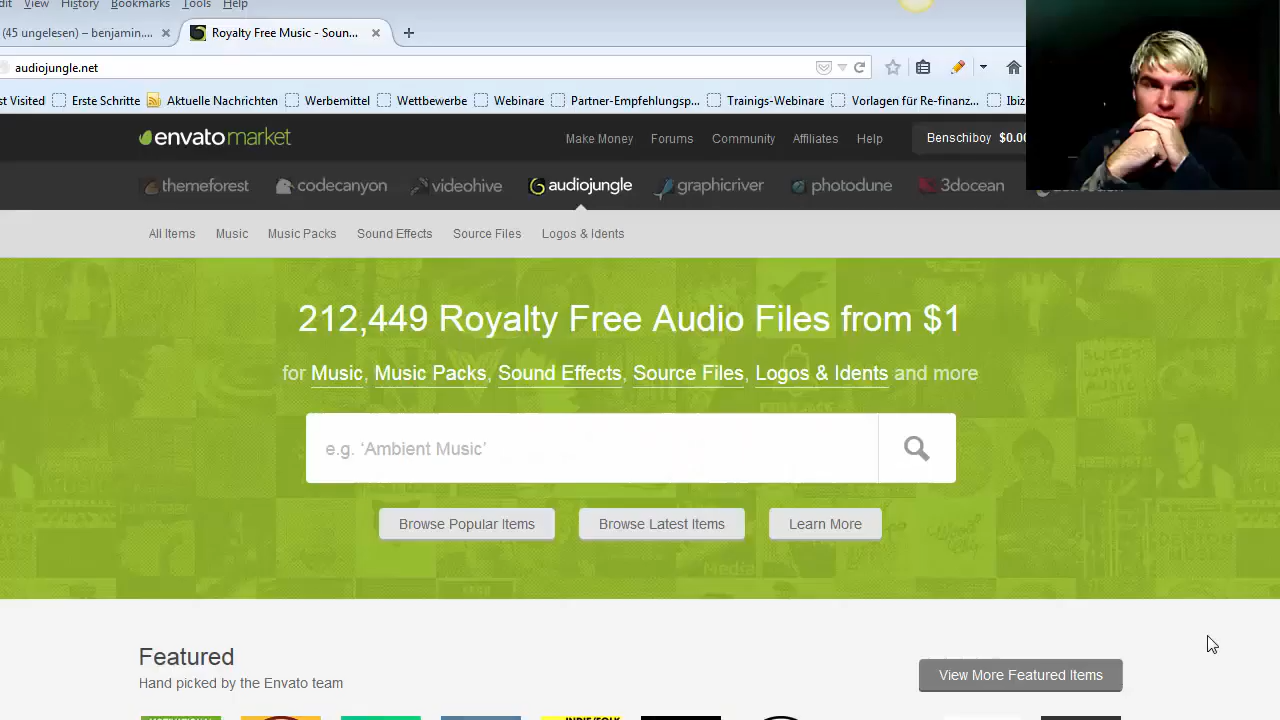 dit View History Bookmarks Tools Help
(45 ungelesen) – benjamin.... × Royalty Free Music - Soun... × +
audiojungle.net
st Visited Erste Schritte Aktuelle Nachrichten Werbemittel Wettbewerbe Webinare Partner-Empfehlungsp... Trainigs-Webinare Vorlagen für Re-finanz... Ibiz
envatomarket Make Money Forums Community Affiliates Help Benschiboy $0.00
themeforest codecanyon videohive audiojungle graphicriver photodune 3docean
All Items Music Music Packs Sound Effects Source Files Logos & Idents
212,449 Royalty Free Audio Files from $1
for Music, Music Packs, Sound Effects, Source Files, Logos & Idents and more
e.g. ‘Ambient Music’
Browse Popular Items Browse Latest Items Learn More
Featured
Hand picked by the Envato team
View More Featured Items
MOTIVATIONAL INDIE/FOLK